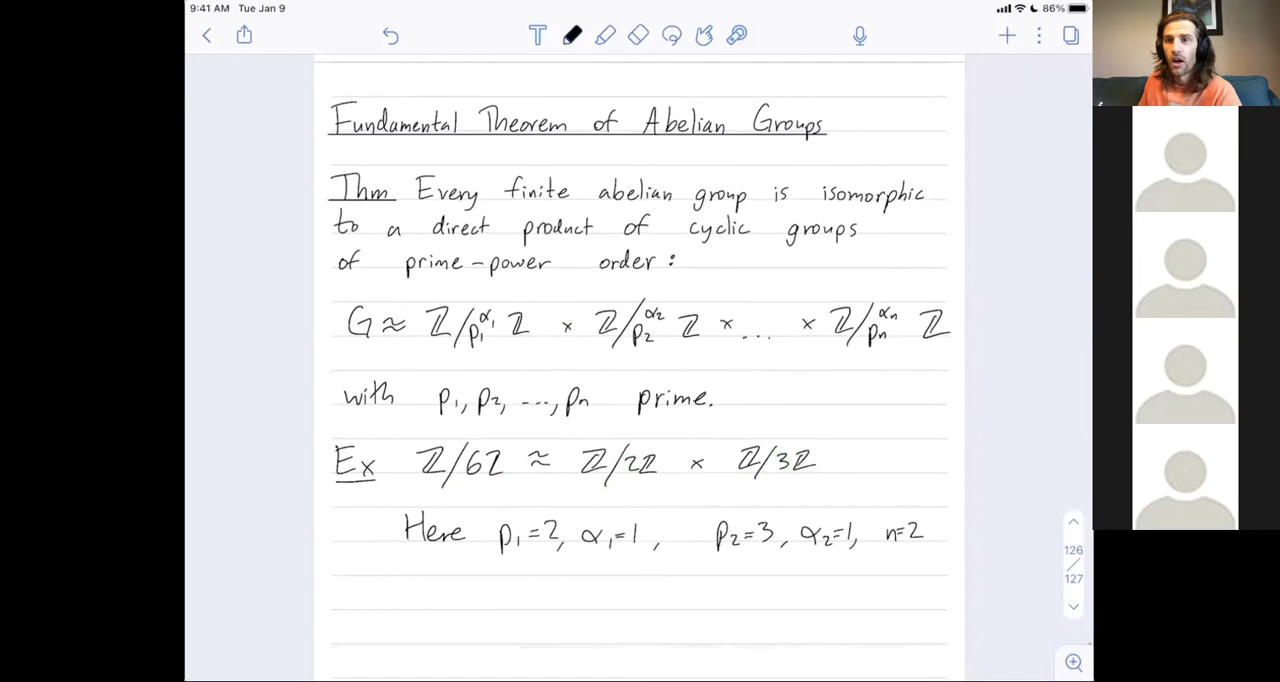 9:41 AM Tue Jan 9
86%
Fundamental Theorem of Abelian Groups
Thm Every finite abelian group is isomorphic
to a direct product of cyclic groups
of prime-power order:
G ≈ ℤ/p₁^α₁ ℤ × ℤ/p₂^α₂ ℤ × ... × ℤ/pₙ^αₙ ℤ
with p₁, p₂, ..., pₙ prime.
Ex ℤ/6ℤ ≈ ℤ/2ℤ × ℤ/3ℤ
Here p₁=2, α₁=1, p₂=3, α₂=1, n=2
126
/
127